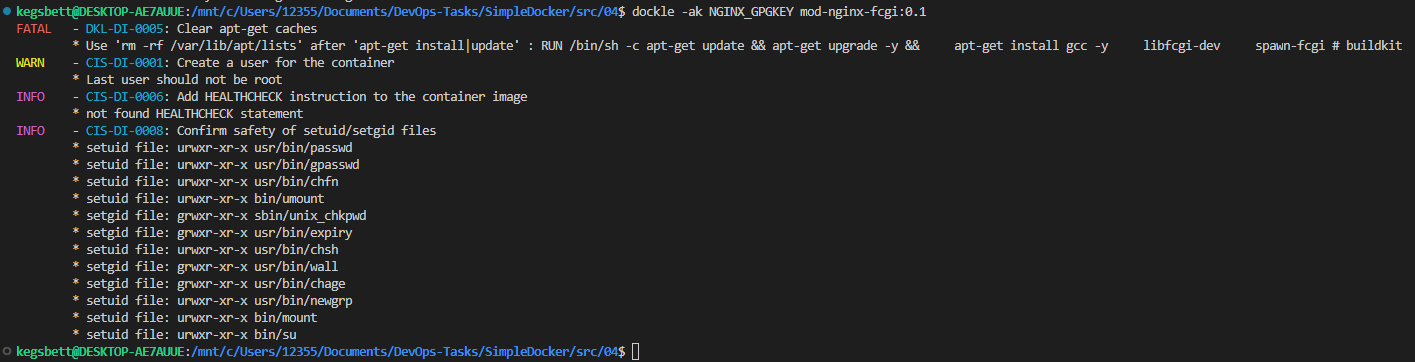 kegsbett@DESKTOP-AE7AUUE:/mnt/c/Users/12355/Documents/DevOps-Tasks/SimpleDocker/src/04$ dockle -ak NGINX_GPGKEY mod-nginx-fcgi:0.1
FATAL - DKL-DI-0005: Clear apt-get caches
* Use 'rm -rf /var/lib/apt/lists' after 'apt-get install|update' : RUN /bin/sh -c apt-get update && apt-get upgrade -y && apt-get install gcc -y libfcgi-dev spawn-fcgi # buildkit
WARN - CIS-DI-0001: Create a user for the container
* Last user should not be root
INFO - CIS-DI-0006: Add HEALTHCHECK instruction to the container image
* not found HEALTHCHECK statement
INFO - CIS-DI-0008: Confirm safety of setuid/setgid files
* setuid file: urwxr-xr-x usr/bin/passwd
* setuid file: urwxr-xr-x usr/bin/gpasswd
* setuid file: urwxr-xr-x usr/bin/chfn
* setuid file: urwxr-xr-x bin/umount
* setgid file: grwxr-xr-x sbin/unix_chkpwd
* setgid file: grwxr-xr-x usr/bin/expiry
* setuid file: urwxr-xr-x usr/bin/chsh
* setgid file: grwxr-xr-x usr/bin/wall
* setgid file: grwxr-xr-x usr/bin/chage
* setuid file: urwxr-xr-x usr/bin/newgrp
* setuid file: urwxr-xr-x bin/mount
* setuid file: urwxr-xr-x bin/su
kegsbett@DESKTOP-AE7AUUE:/mnt/c/Users/12355/Documents/DevOps-Tasks/SimpleDocker/src/04$